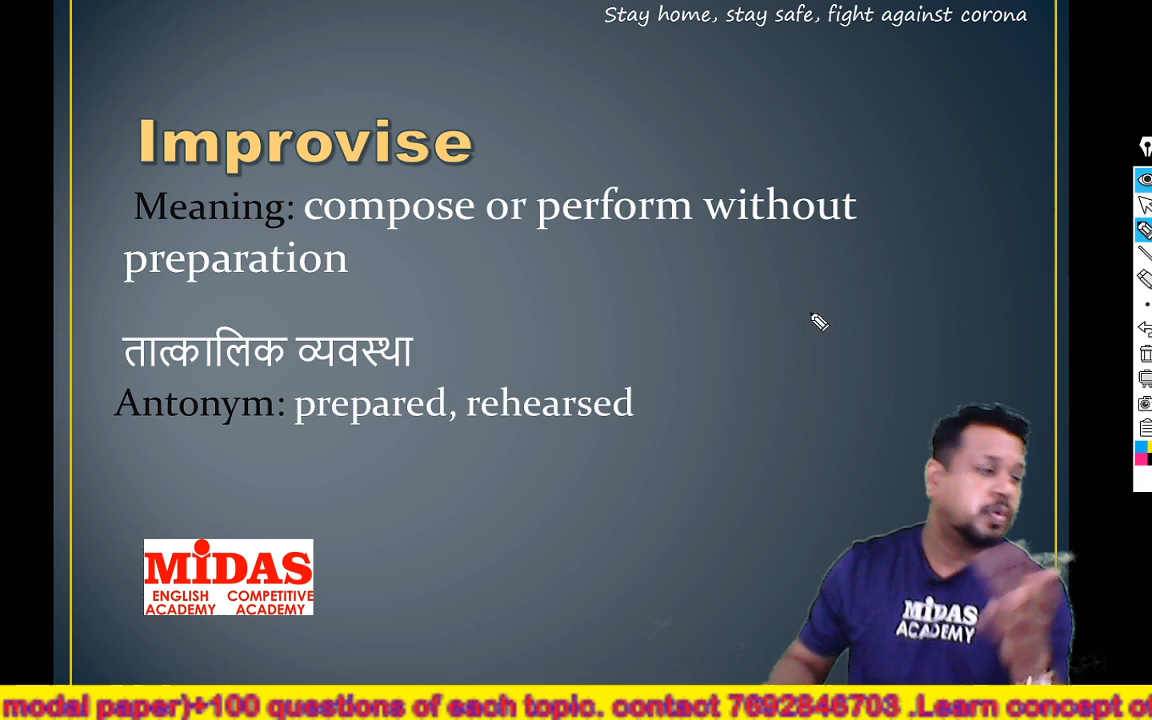 Stay home, stay safe, fight against corona
Improvise
Meaning: compose or perform without
preparation
तात्कालिक व्यवस्था
Antonym: prepared, rehearsed
MiDAS
ENGLISH COMPETITIVE
ACADEMY ACADEMY
MiDAS
ACADEMY
modal paper)+100 questions of each topic. contact 7692846703 .Learn concept of